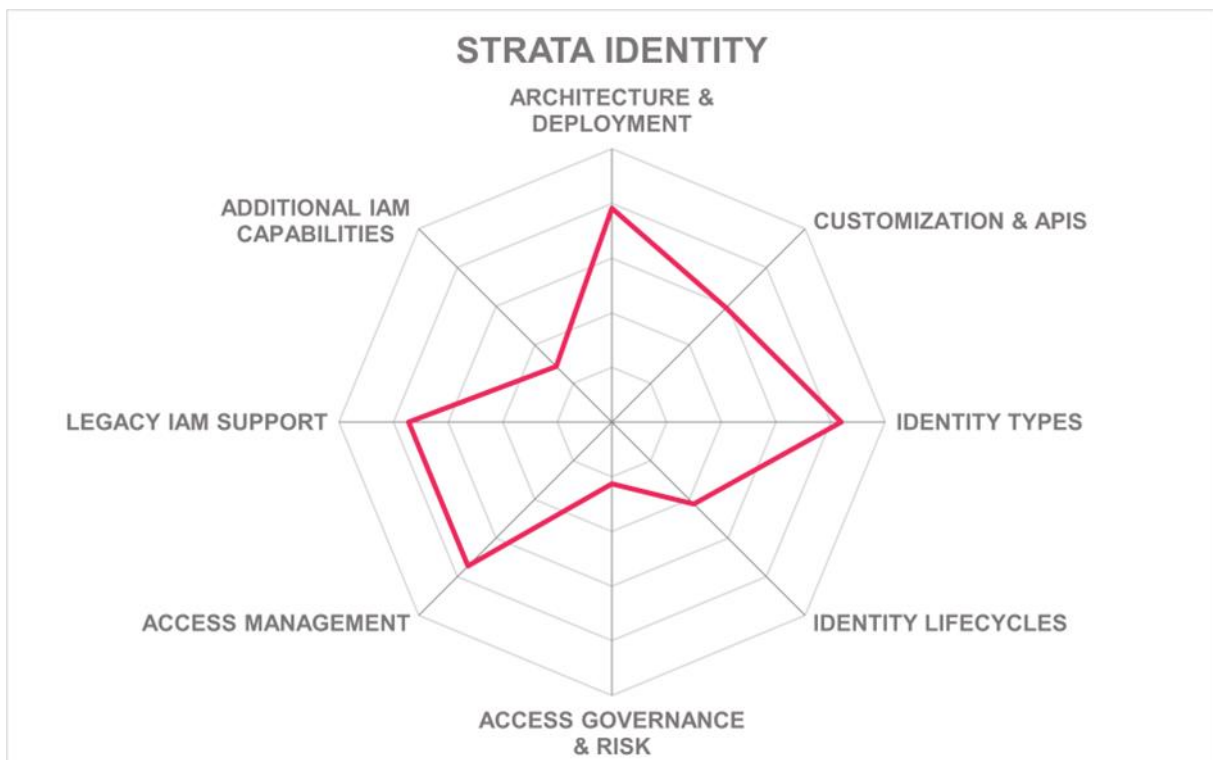 STRATA IDENTITY
ARCHITECTURE &
DEPLOYMENT
CUSTOMIZATION & APIS
IDENTITY TYPES
IDENTITY LIFECYCLES
ACCESS GOVERNANCE
& RISK
ACCESS MANAGEMENT
LEGACY IAM SUPPORT
ADDITIONAL IAM
CAPABILITIES